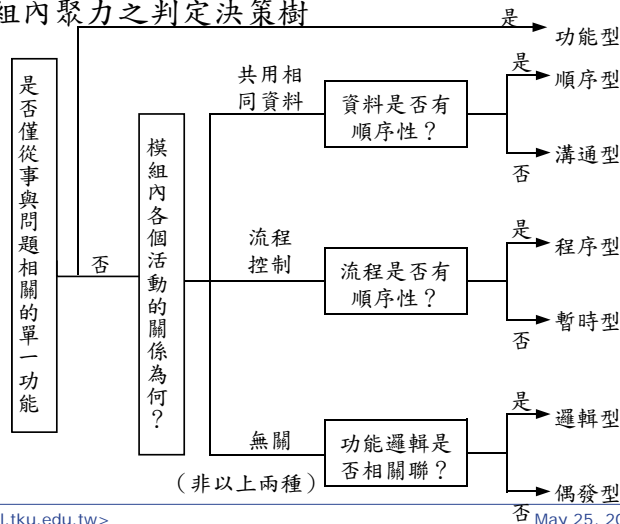 組內聚力之判定決策樹
是否僅從事與問題相關的單一功能
是
功能型
否
模組內各個活動的關係為何？
共用相
同資料
資料是否有
順序性？
是
順序型
否
溝通型
流程
控制
流程是否有
順序性？
是
程序型
否
暫時型
無關
（非以上兩種）
功能邏輯是
否相關聯？
是
邏輯型
否
偶發型
l.tku.edu.tw>
May 25, 20